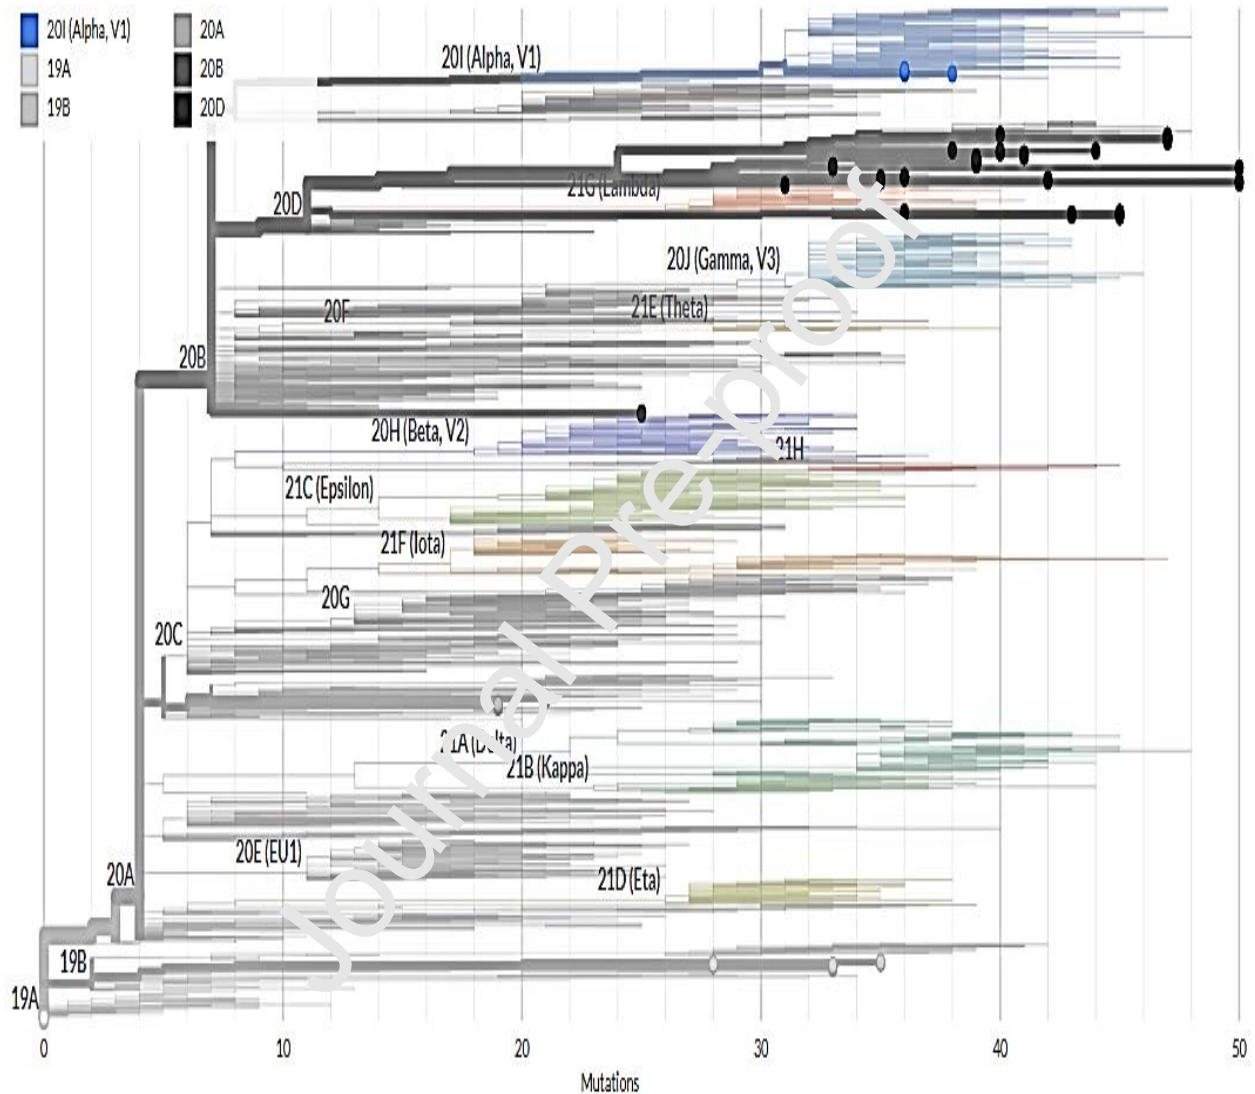 20I (Alpha, V1)
20A
19A
20B
19B
20D
20I (Alpha, V1)
21G (Lambda)
20D
20J (Gamma, V3)
21E (Theta)
20F
20B
20H (Beta, V2)
21H
21C (Epsilon)
21F (Iota)
20G
20C
21A (Delta)
21B (Kappa)
20E (EU1)
20A
21D (Eta)
19B
19A
0 10 20 30 40 50
Mutations
Journal Pre-proof